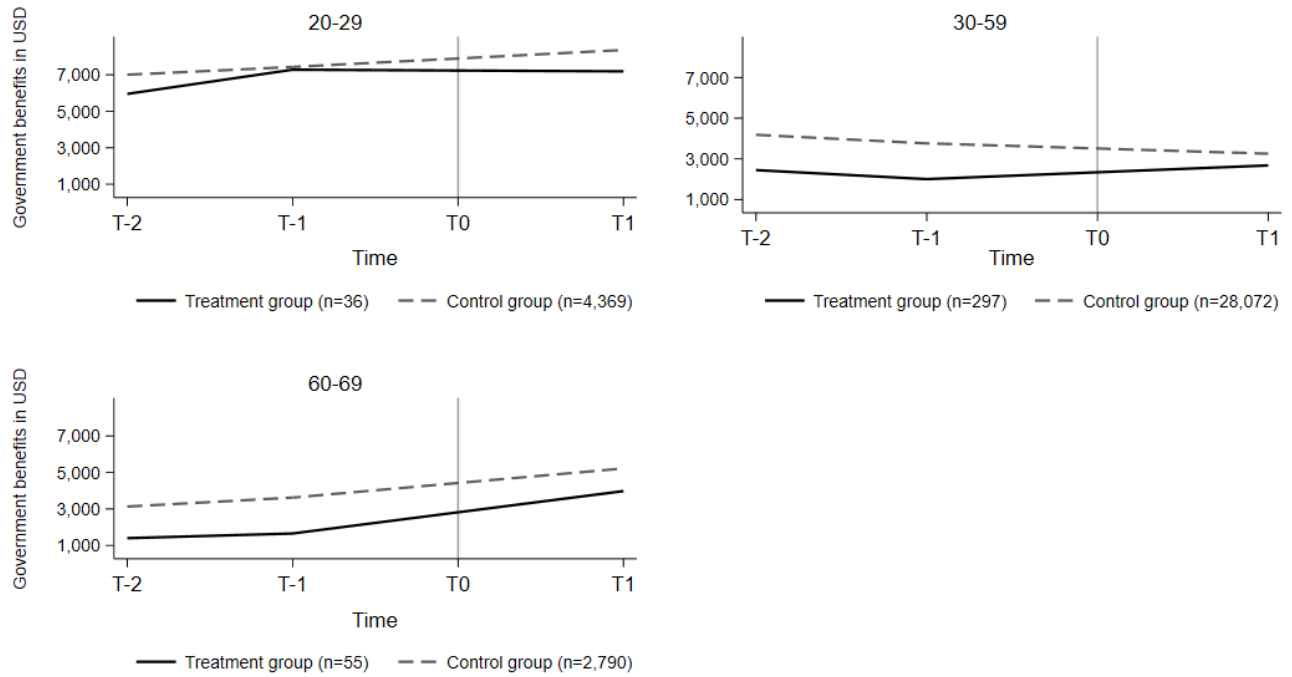 20-29
Government benefits in USD
7,000
5,000
3,000
1,000
T-2 T-1 T0 T1
Time
Treatment group (n=36) Control group (n=4,369)
30-59
7,000
5,000
3,000
1,000
T-2 T-1 T0 T1
Time
Treatment group (n=297) Control group (n=28,072)
60-69
Government benefits in USD
7,000
5,000
3,000
1,000
T-2 T-1 T0 T1
Time
Treatment group (n=55) Control group (n=2,790)